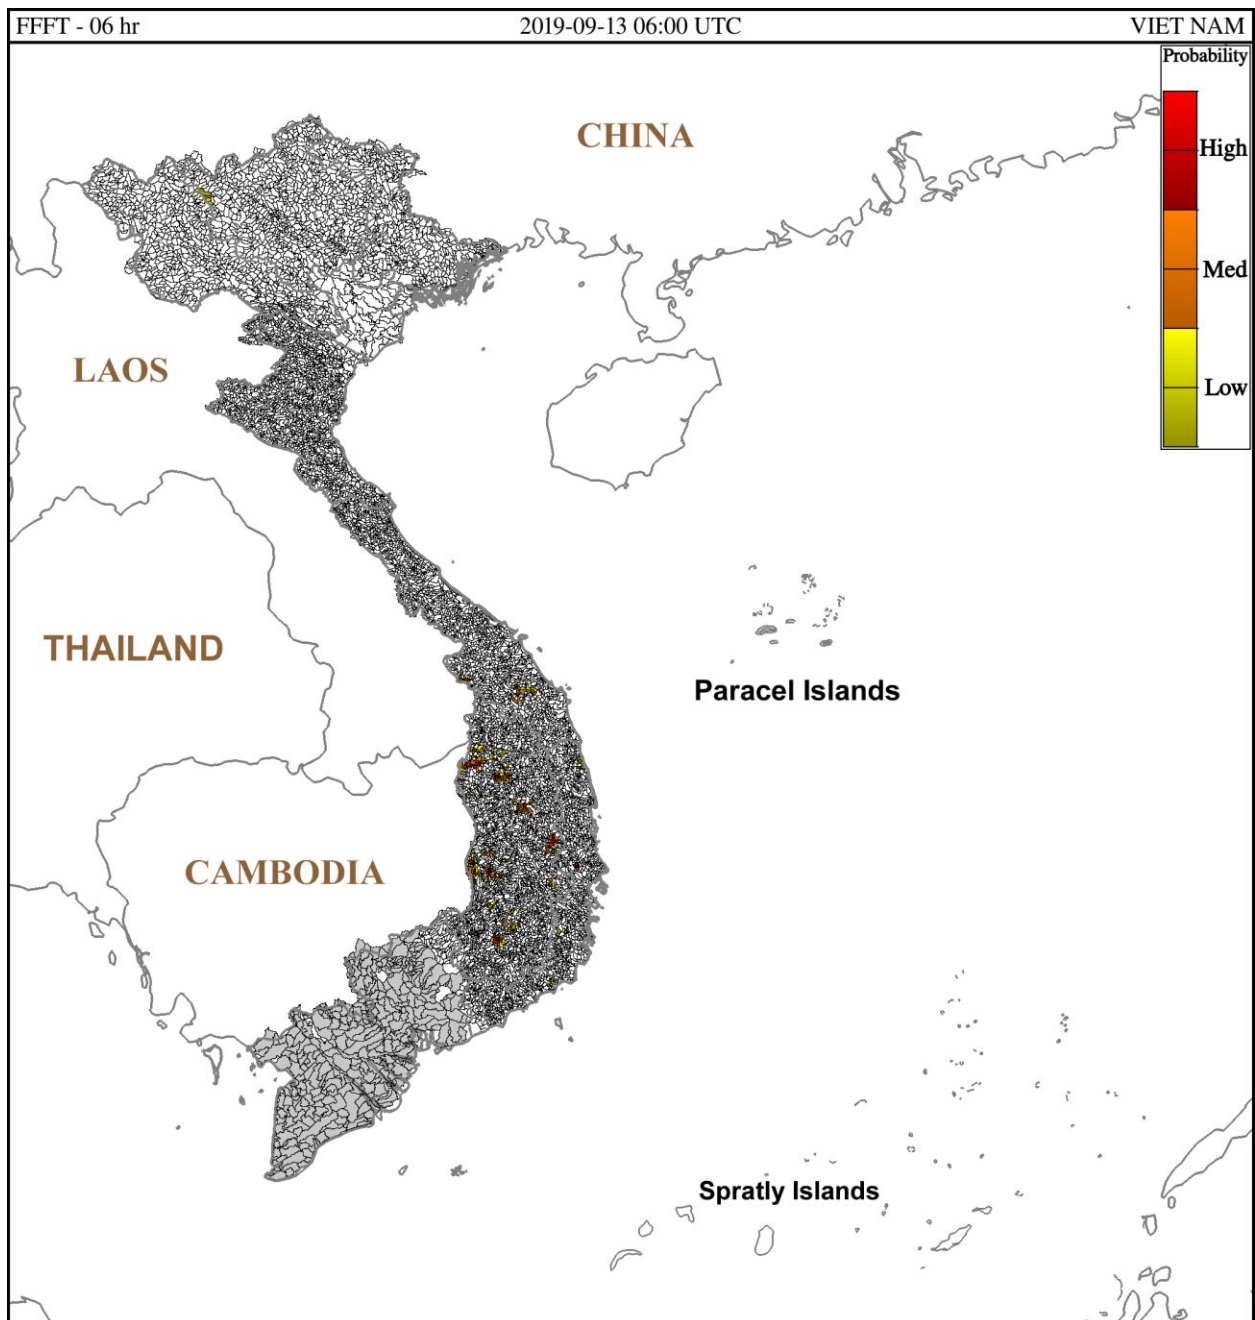 FFFT - 06 hr 2019-09-13 06:00 UTC VIET NAM
Probability
CHINA
High
Med
LAOS
Low
THAILAND
Paracel Islands
CAMBODIA
Spratly Islands